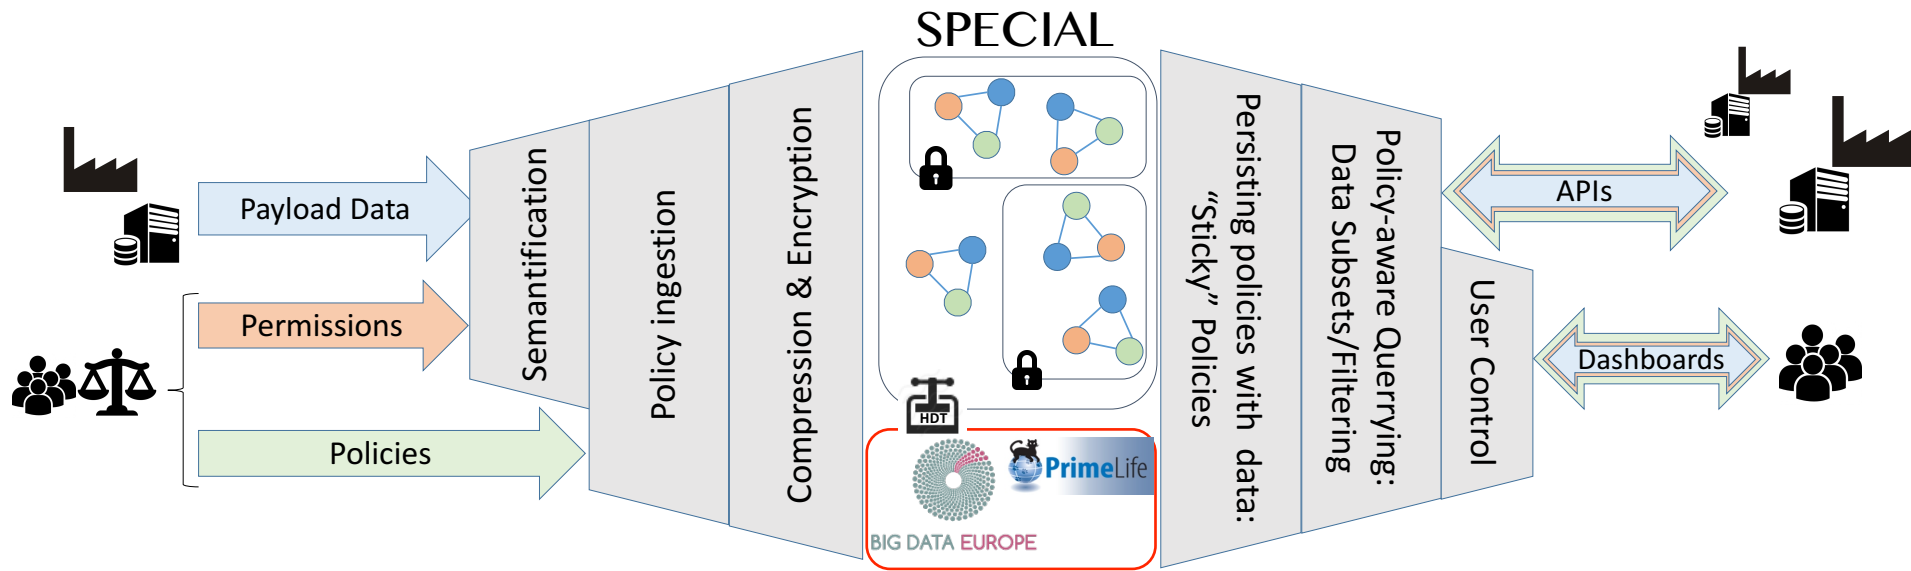 SPECIAL
Payload Data
Permissions
Policies
Semantification
Policy ingestion
Compression & Encryption
HDT
BIG DATA EUROPE
PrimeLife
Persisting policies with data:
“Sticky” Policies
Policy-aware Querrying:
Data Subsets/Filtering
User Control
APIs
Dashboards